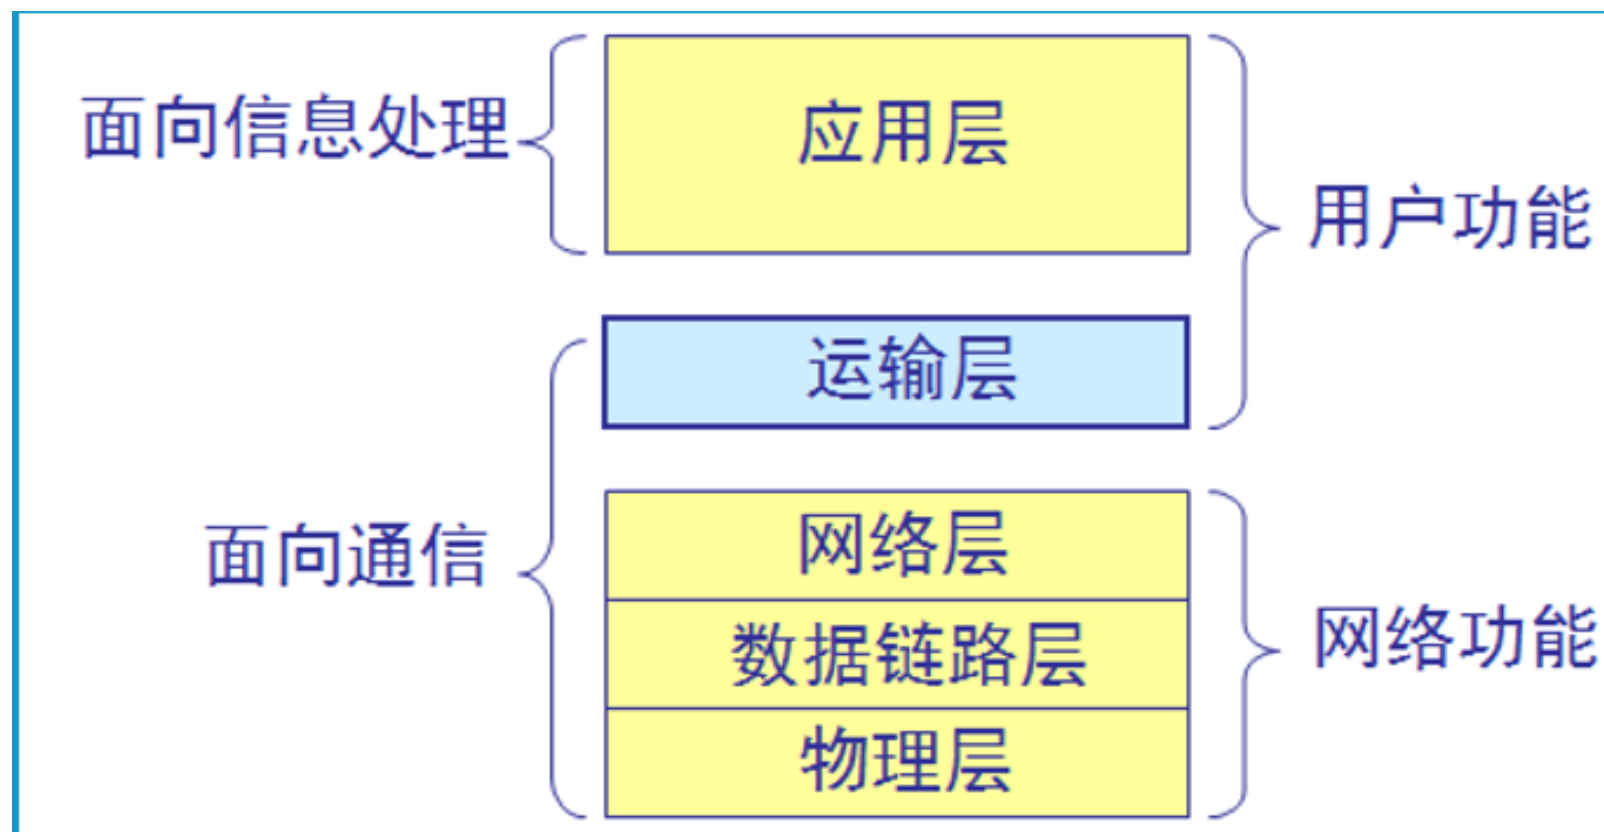 面向信息处理
应用层
用户功能
运输层
面向通信
网络层
数据链路层
网络功能
物理层